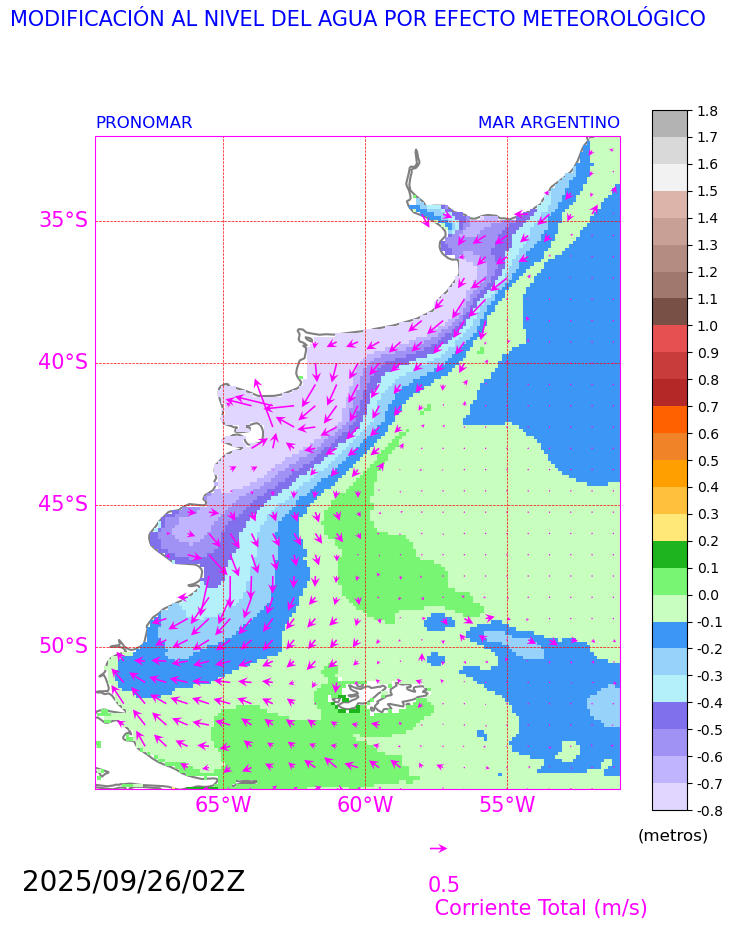 MODIFICACIÓN AL NIVEL DEL AGUA POR EFECTO METEOROLÓGICO
PRONOMAR
MAR ARGENTINO
35°S
40°S
45°S
50°S
65°W
60°W
55°W
1.8
1.7
1.6
1.5
1.4
1.3
1.2
1.1
1.0
0.9
0.8
0.7
0.6
0.5
0.4
0.3
0.2
0.1
0.0
-0.1
-0.2
-0.3
-0.4
-0.5
-0.6
-0.7
-0.8
(metros)
2025/09/26/02Z
0.5
Corriente Total (m/s)